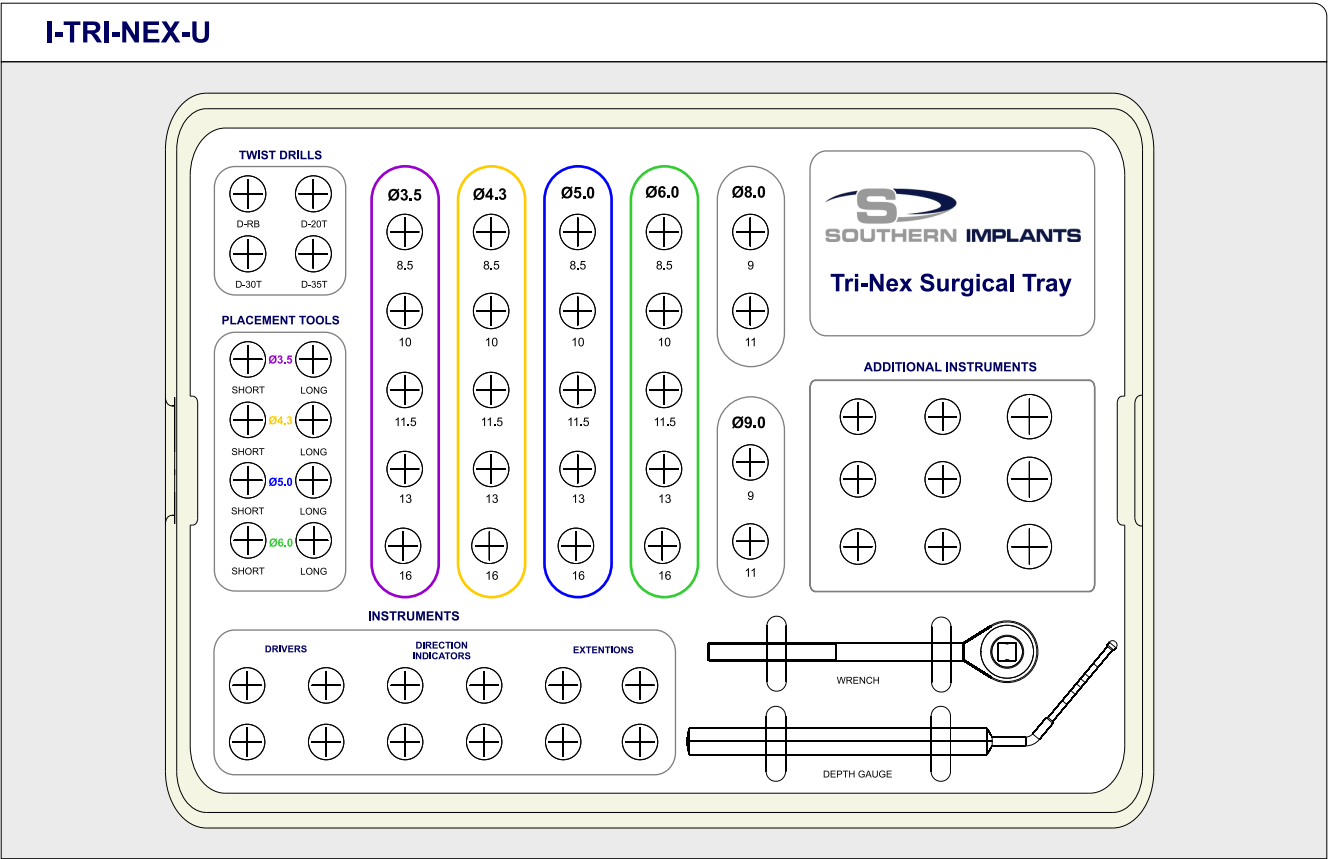 I-TRI-NEX-U
TWIST DRILLS
D-RB D-20T
D-30T D-35T
PLACEMENT TOOLS
Ø3.5
SHORT LONG
Ø4.3
SHORT LONG
Ø5.0
SHORT LONG
Ø6.0
SHORT LONG
Ø3.5
8.5
10
11.5
13
16
Ø4.3
8.5
10
11.5
13
16
Ø5.0
8.5
10
11.5
13
16
Ø6.0
8.5
10
11.5
13
16
Ø8.0
9
11
Ø9.0
9
11
S
SOUTHERN IMPLANTS
Tri-Nex Surgical Tray
ADDITIONAL INSTRUMENTS
INSTRUMENTS
DRIVERS
DIRECTION
INDICATORS
EXTENTIONS
WRENCH
DEPTH GAUGE